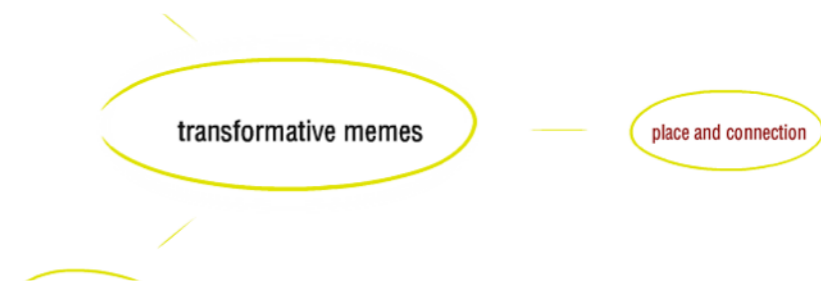 transformative memes
place and connection